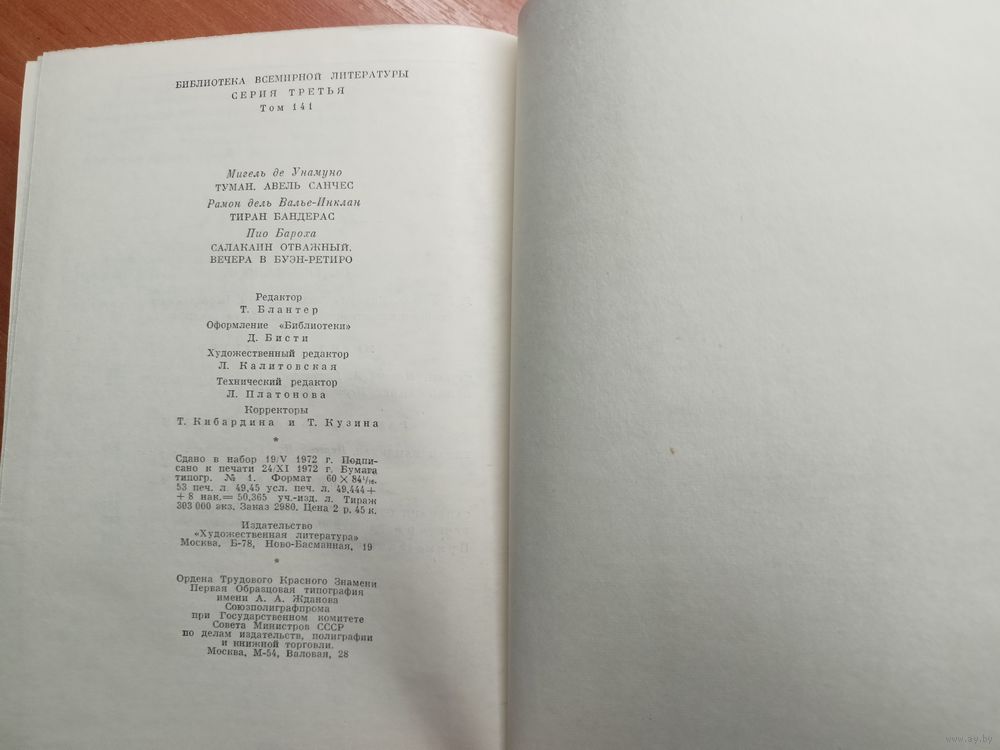 БИБЛИОТЕКА ВСЕМИРНОЙ ЛИТЕРАТУРЫ
СЕРИЯ ТРЕТЬЯ
Том 141
Мигель де Унамуно
ТУМАН. АВЕЛЬ САНЧЕС
Рамон дель Валье-Инклан
ТИРАН БАНДЕРАС
Пио Бароха
САЛАКАИН ОТВАЖНЫЙ.
ВЕЧЕРА В БУЭН-РЕТИРО
Редактор
Т. Блантер
Оформление «Библиотеки»
Д. Бисти
Художественный редактор
Л. Калитовская
Технический редактор
Л. Платонова
Корректоры
Т. Кибардина и Т. Кузина
*
Сдано в набор 19/V 1972 г. Подпи-
сано к печати 24/XI 1972 г. Бумага
типогр. № 1. Формат 60 × 84 1/16.
53 печ. л. 49,45 усл. печ. л. 49,444 +
+ 8 нак. = 50,365 уч.-изд. л. Тираж
303 000 экз. Заказ 2980. Цена 2 р. 45 к.
Издательство
«Художественная литература»
Москва, Б-78, Ново-Басманная, 19
*
Ордена Трудового Красного Знамени
Первая Образцовая типография
имени А. А. Жданова
Союзполиграфпрома
при Государственном комитете
Совета Министров СССР
по делам издательств, полиграфии
и книжной торговли.
Москва, М-54, Валовая, 28
www.ay.by